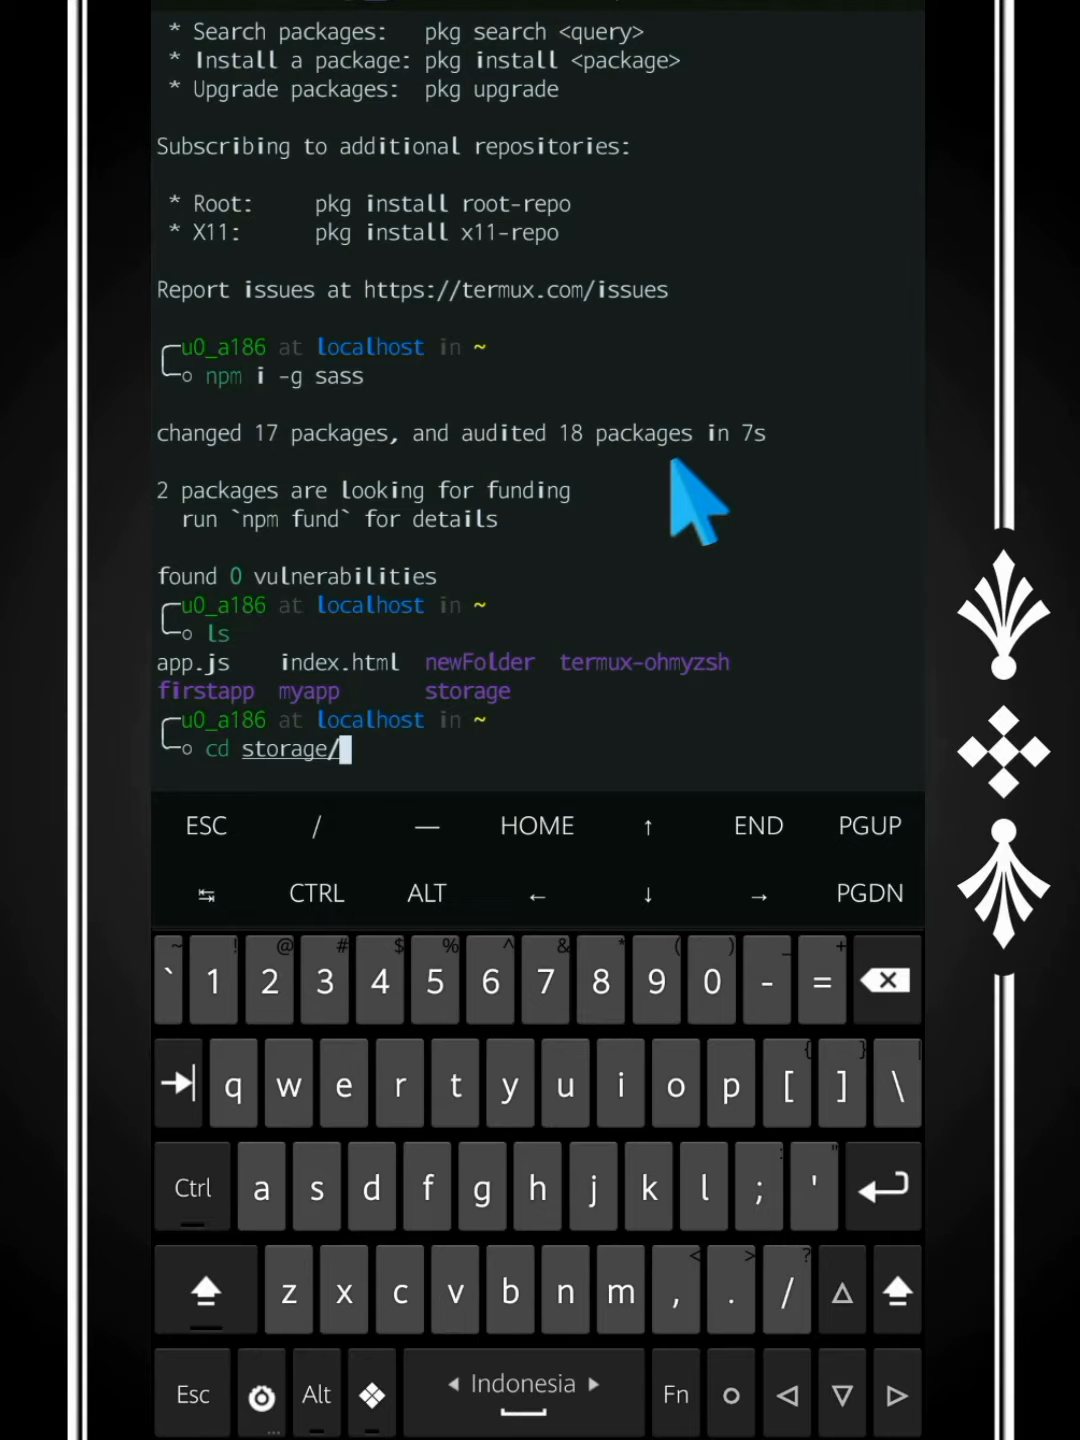 * Search packages: pkg search <query>
* Install a package: pkg install <package>
* Upgrade packages: pkg upgrade
Subscribing to additional repositories:
* Root: pkg install root-repo
* X11: pkg install x11-repo
Report issues at https://termux.com/issues
u0_a186 at localhost in ~
npm i -g sass
changed 17 packages, and audited 18 packages in 7s
2 packages are looking for funding
run `npm fund` for details
found 0 vulnerabilities
u0_a186 at localhost in ~
ls
app.js index.html newFolder termux-ohmyzsh
firstapp myapp storage
u0_a186 at localhost in ~
cd storage/
ESC / — HOME ↑ END PGUP
↹ CTRL ALT ← ↓ → PGDN
~ ! @ # $ % ^ & * ( ) _ +
` 1 2 3 4 5 6 7 8 9 0 - =
{ } |
q w e r t y u i o p [ ] \
: "
Ctrl a s d f g h j k l ; '
< > ?
z x c v b n m , . /
Esc Alt Indonesia Fn